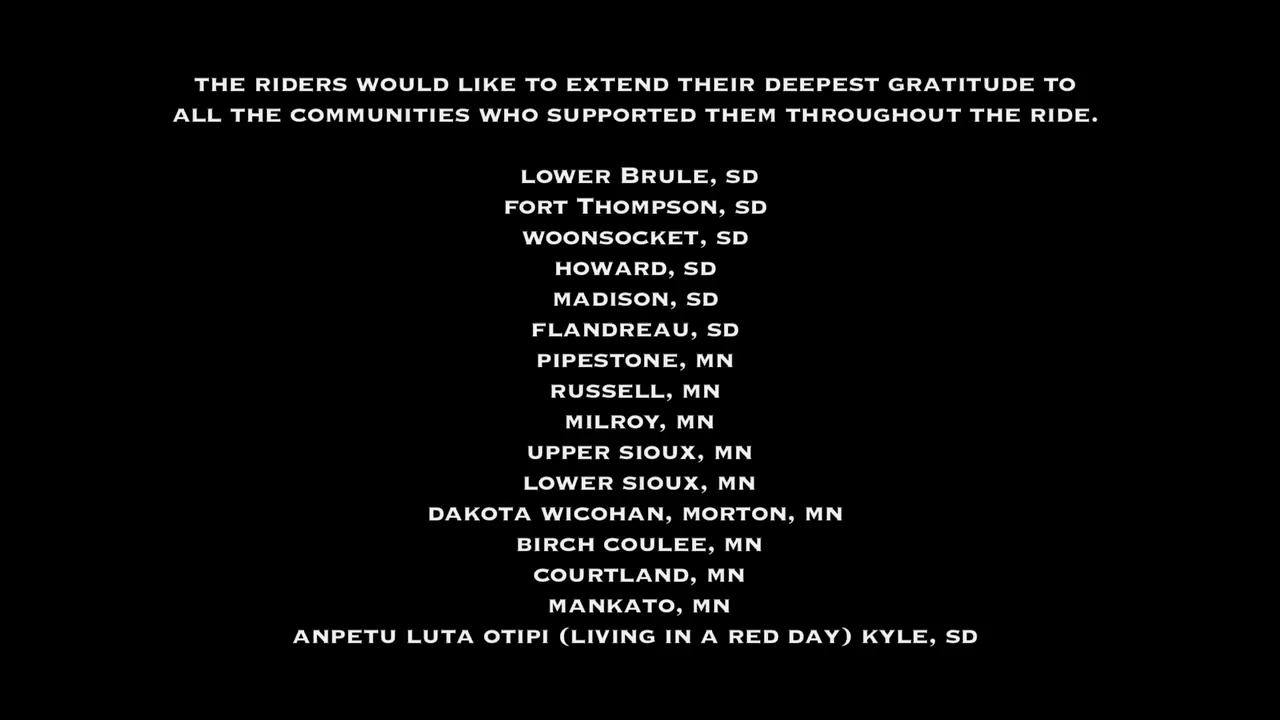 THE RIDERS WOULD LIKE TO EXTEND THEIR DEEPEST GRATITUDE TO
ALL THE COMMUNITIES WHO SUPPORTED THEM THROUGHOUT THE RIDE.
LOWER BRULE, SD
FORT THOMPSON, SD
WOONSOCKET, SD
HOWARD, SD
MADISON, SD
FLANDREAU, SD
PIPESTONE, MN
RUSSELL, MN
MILROY, MN
UPPER SIOUX, MN
LOWER SIOUX, MN
DAKOTA WICOHAN, MORTON, MN
BIRCH COULEE, MN
COURTLAND, MN
MANKATO, MN
ANPETU LUTA OTIPI (LIVING IN A RED DAY) KYLE, SD